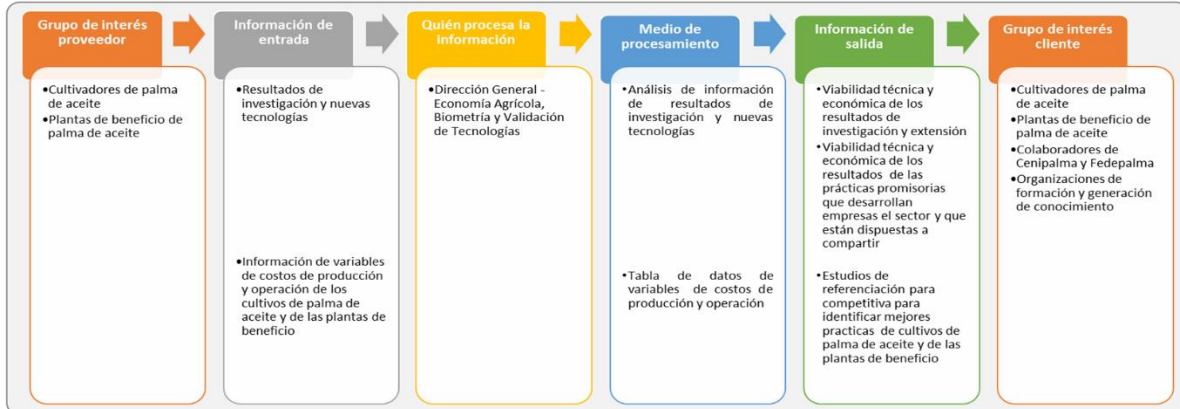 Grupo de interés
proveedor
•Cultivadores de palma
de aceite
•Plantas de beneficio de
palma de aceite
Información de
entrada
•Resultados de
investigación y nuevas
tecnologías
•Información de variables
de costos de producción
y operación de los
cultivos de palma de
aceite y de las plantas de
beneficio
Quién procesa la
información
•Dirección General -
Economía Agrícola,
Biometría y Validación
de Tecnologías
Medio de
procesamiento
•Análisis de información
de resultados de
investigación y nuevas
tecnologías
•Tabla de datos de
variables de costos de
producción y operación
Información de
salida
•Viabilidad técnica y
económica de los
resultados de
investigación y extensión
•Viabilidad técnica y
económica de los
resultados de las
prácticas promisorias
que desarrollan
empresas el sector y que
están dispuestas a
compartir
•Estudios de
referenciación para
competitiva para
identificar mejores
practicas de cultivos de
palma de aceite y de las
plantas de beneficio
Grupo de interés
cliente
•Cultivadores de palma
de aceite
•Plantas de beneficio de
palma de aceite
•Colaboradores de
Cenipalma y Fedepalma
•Organizaciones de
formación y generación
de conocimiento